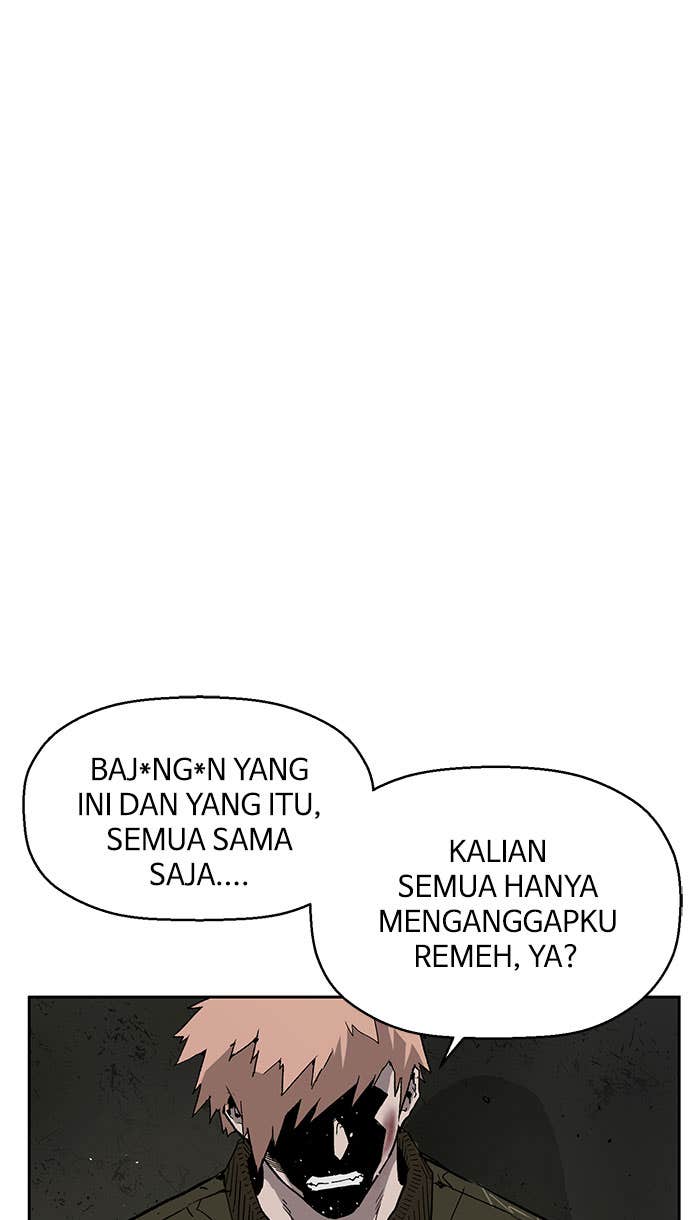 BAJ*NG*N YANG
INI DAN YANG ITU,
SEMUA SAMA
SAJA....
KALIAN
SEMUA HANYA
MENGANGGAPKU
REMEH, YA?